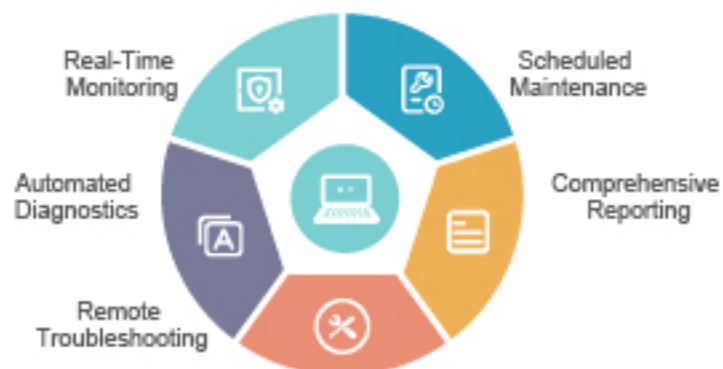 Real-Time
Monitoring
Scheduled
Maintenance
Automated
Diagnostics
A
Comprehensive
Reporting
Remote
Troubleshooting